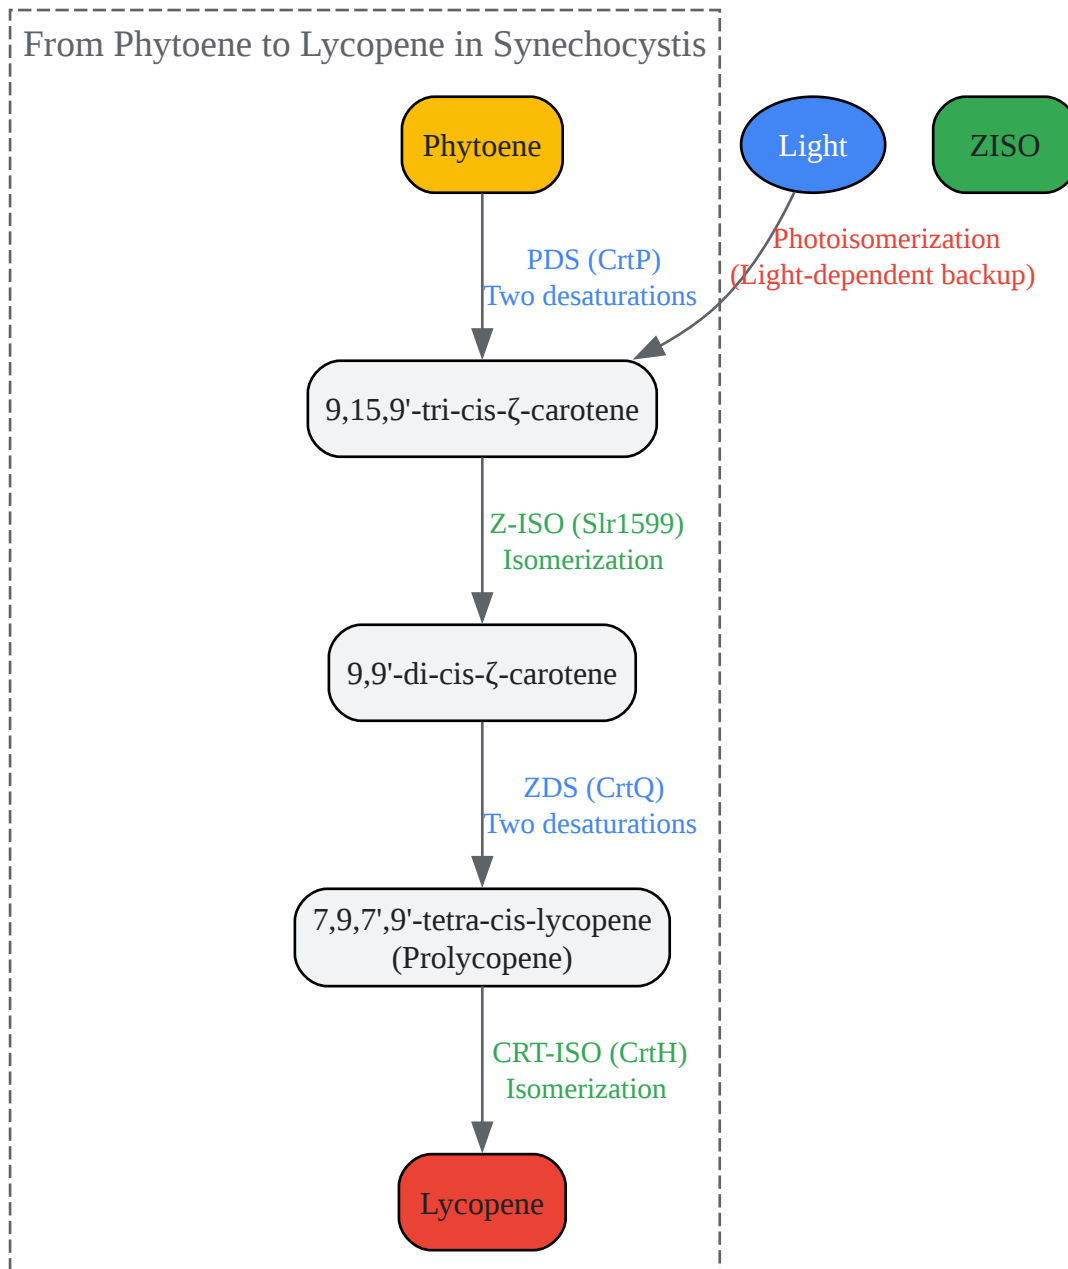 From Phytoene to Lycopene in Synechocystis
Phytoene
Light
ZISO
Photoisomerization
(Light-dependent backup)
PDS (CrtP)
Two desaturations
9,15,9'-tri-cis-ζ-carotene
Z-ISO (Slr1599)
Isomerization
9,9'-di-cis-ζ-carotene
ZDS (CrtQ)
Two desaturations
7,9,7',9'-tetra-cis-lycopene
(Prolycopene)
CRT-ISO (CrtH)
Isomerization
Lycopene